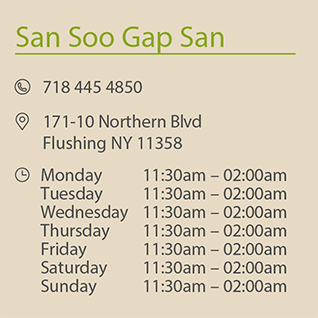 San Soo Gap San
718 445 4850
171-10 Northern Blvd
Flushing NY 11358
Monday 11:30am – 02:00am
Tuesday 11:30am – 02:00am
Wednesday 11:30am – 02:00am
Thursday 11:30am – 02:00am
Friday 11:30am – 02:00am
Saturday 11:30am – 02:00am
Sunday 11:30am – 02:00am